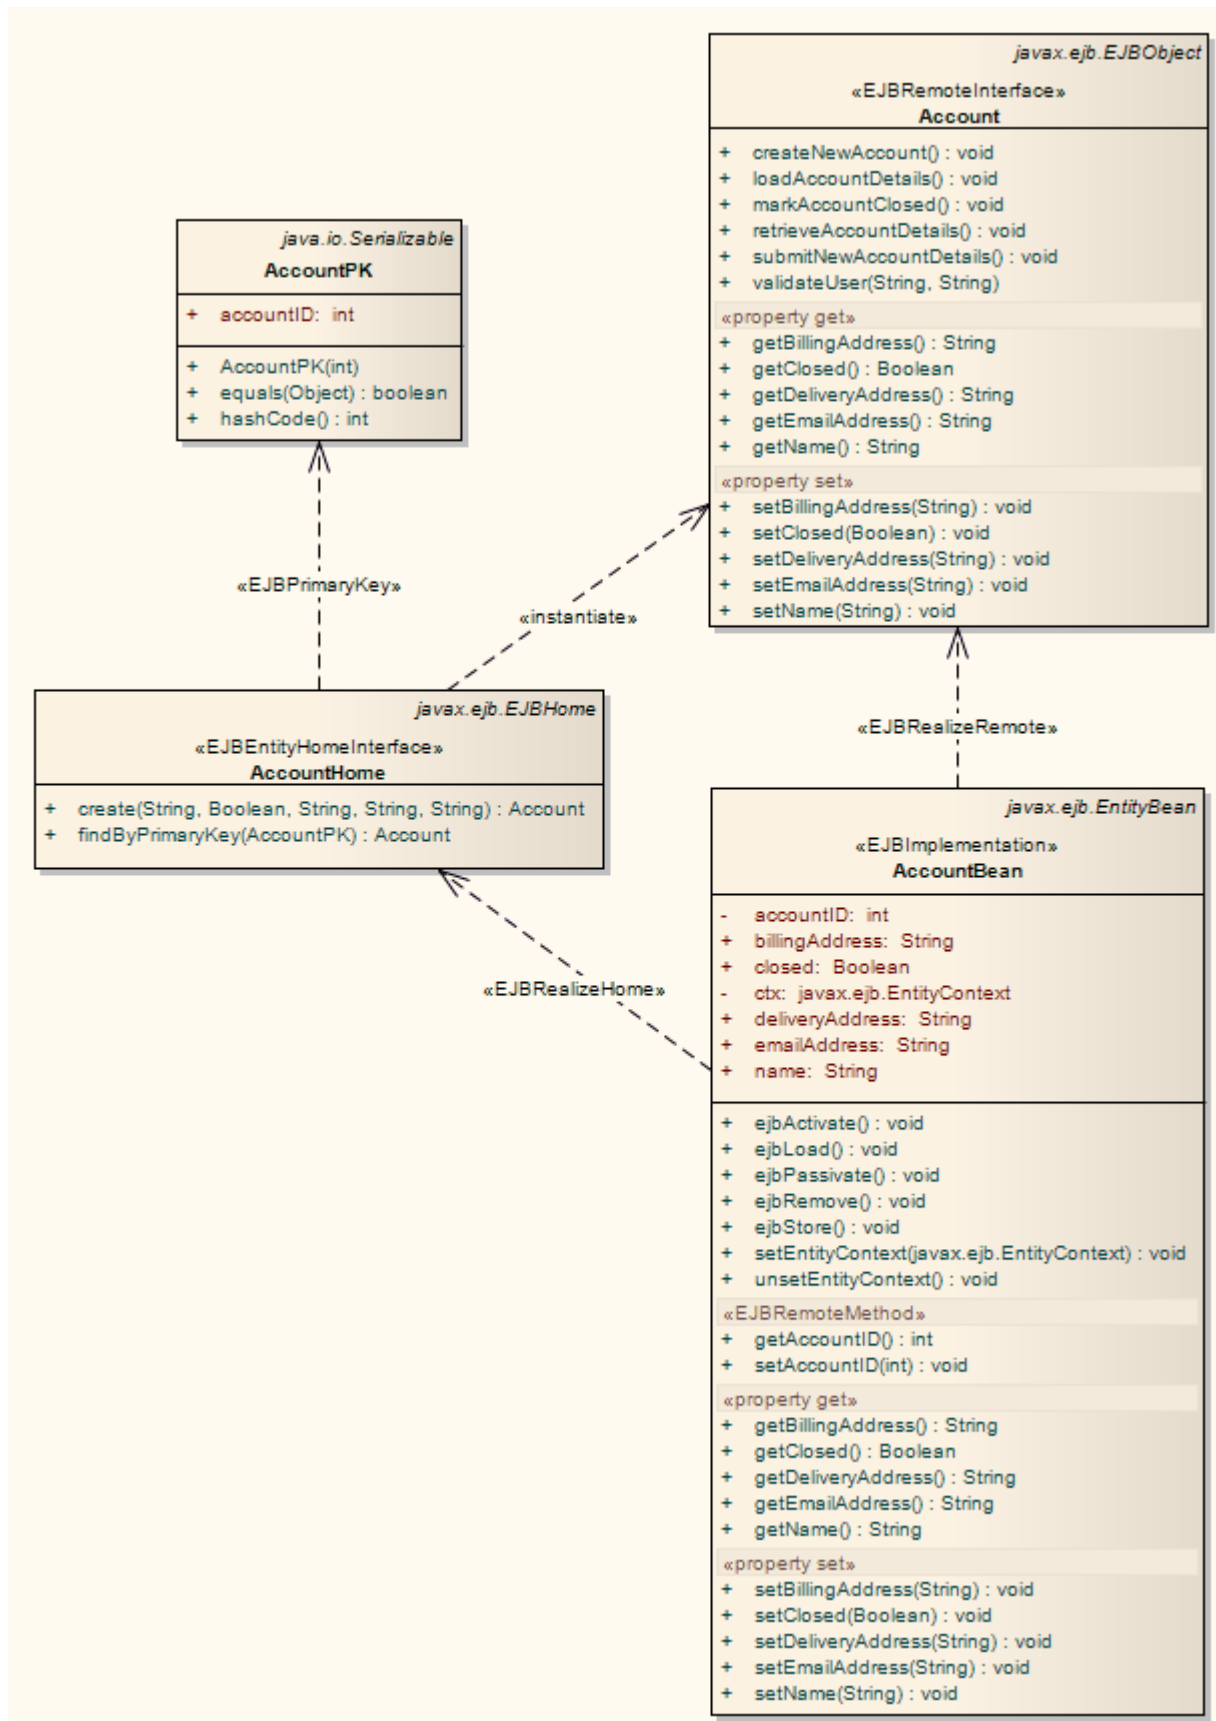 javax.ejb.EJBObject
«EJBRemoteInterface»
Account
+ createNewAccount() : void
+ loadAccountDetails() : void
+ markAccountClosed() : void
+ retrieveAccountDetails() : void
+ submitNewAccountDetails() : void
+ validateUser(String, String)
«property get»
+ getBillingAddress() : String
+ getClosed() : Boolean
+ getDeliveryAddress() : String
+ getEmailAddress() : String
+ getName() : String
«property set»
+ setBillingAddress(String) : void
+ setClosed(Boolean) : void
+ setDeliveryAddress(String) : void
+ setEmailAddress(String) : void
+ setName(String) : void
java.io.Serializable
AccountPK
+ accountID: int
+ AccountPK(int)
+ equals(Object) : boolean
+ hashCode() : int
«EJBPrimaryKey»
«instantiate»
javax.ejb.EJBHome
«EJBEntityHomeInterface»
AccountHome
+ create(String, Boolean, String, String, String) : Account
+ findByPrimaryKey(AccountPK) : Account
«EJBRealizeRemote»
«EJBRealizeHome»
javax.ejb.EntityBean
«EJBImplementation»
AccountBean
- accountID: int
+ billingAddress: String
+ closed: Boolean
- ctx: javax.ejb.EntityContext
+ deliveryAddress: String
+ emailAddress: String
+ name: String
+ ejbActivate() : void
+ ejbLoad() : void
+ ejbPassivate() : void
+ ejbRemove() : void
+ ejbStore() : void
+ setEntityContext(javax.ejb.EntityContext) : void
+ unsetEntityContext() : void
«EJBRemoteMethod»
+ getAccountID() : int
+ setAccountID(int) : void
«property get»
+ getBillingAddress() : String
+ getClosed() : Boolean
+ getDeliveryAddress() : String
+ getEmailAddress() : String
+ getName() : String
«property set»
+ setBillingAddress(String) : void
+ setClosed(Boolean) : void
+ setDeliveryAddress(String) : void
+ setEmailAddress(String) : void
+ setName(String) : void